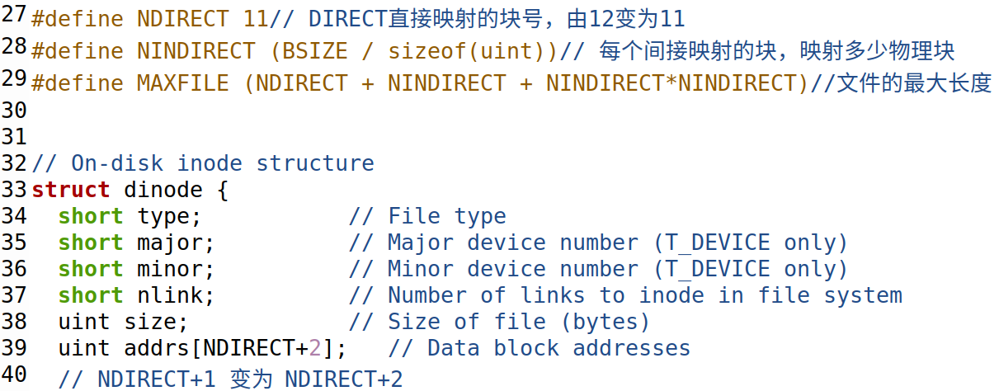 27 #define NDIRECT 11// DIRECT直接映射的块号，由12变为11
28 #define NINDIRECT (BSIZE / sizeof(uint))// 每个间接映射的块，映射多少物理块
29 #define MAXFILE (NDIRECT + NINDIRECT + NINDIRECT*NINDIRECT)//文件的最大长度
30
31
32 // On-disk inode structure
33 struct dinode {
34   short type;           // File type
35   short major;          // Major device number (T_DEVICE only)
36   short minor;          // Minor device number (T_DEVICE only)
37   short nlink;          // Number of links to inode in file system
38   uint size;            // Size of file (bytes)
39   uint addrs[NDIRECT+2];   // Data block addresses
40   // NDIRECT+1 变为 NDIRECT+2